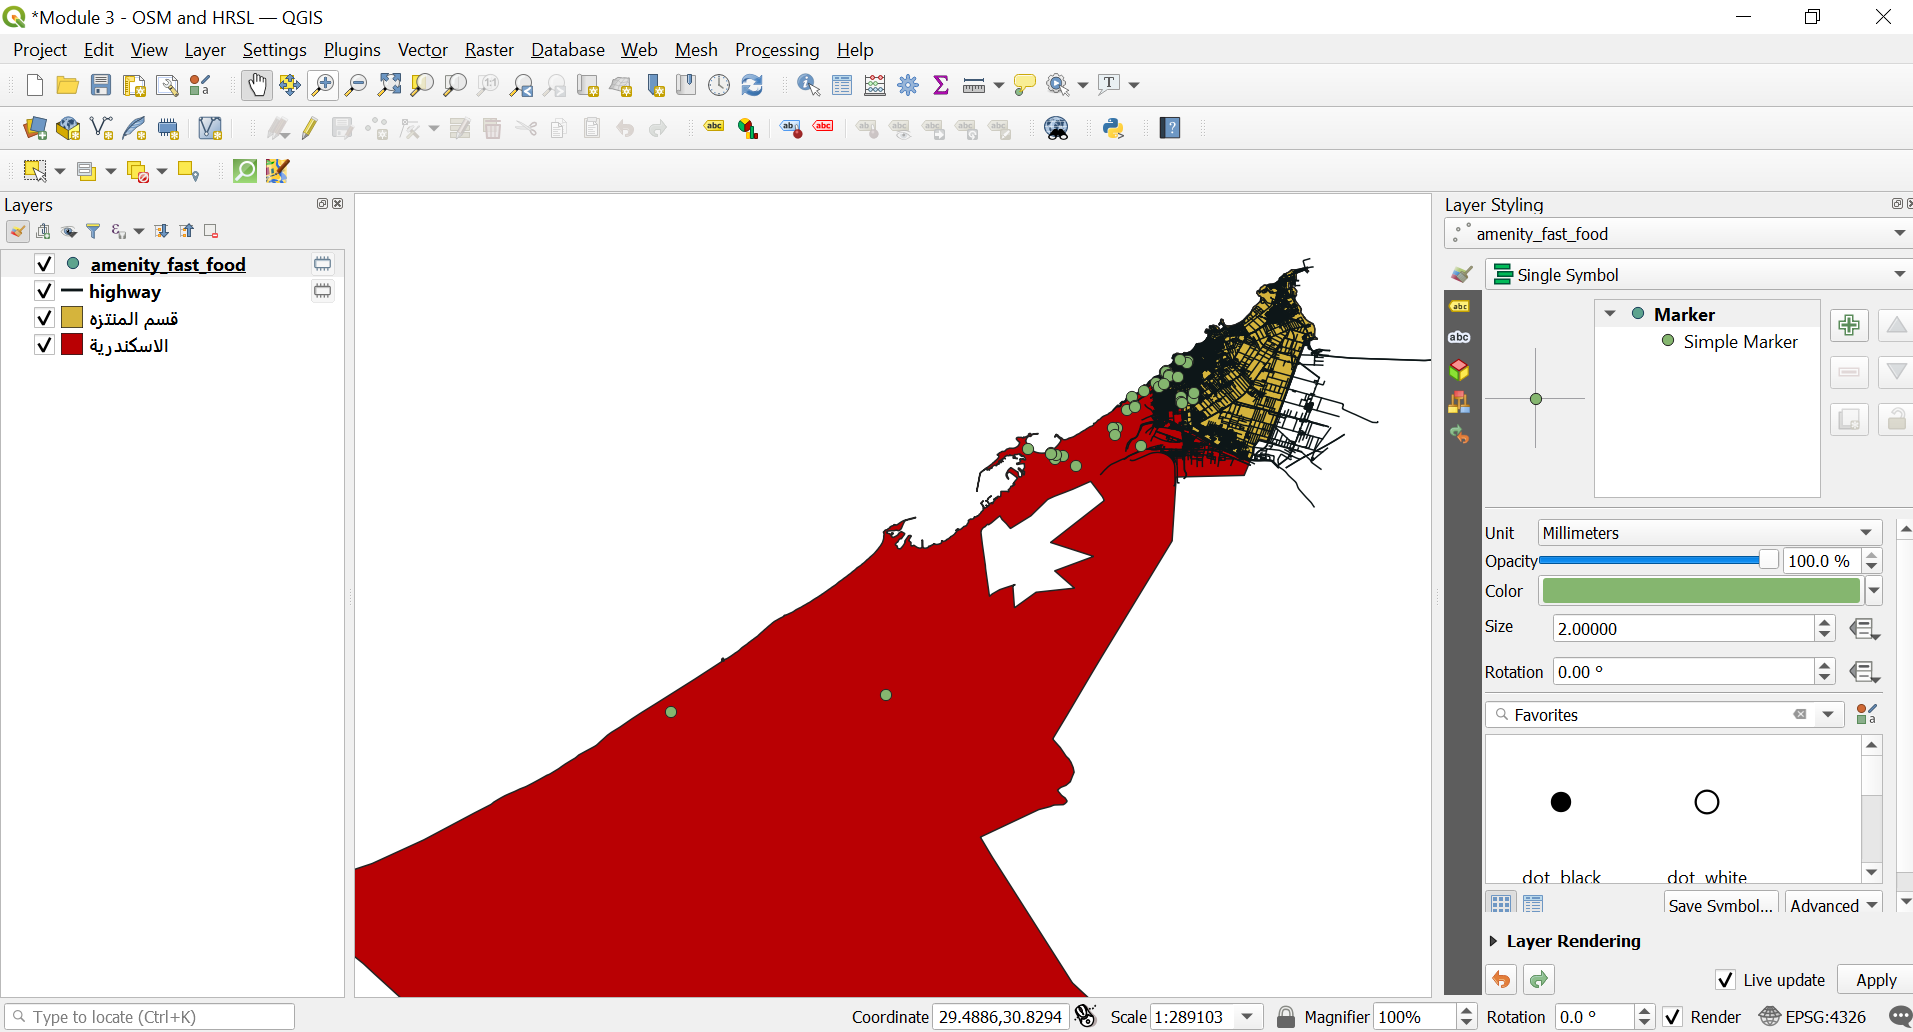 *Module 3 - OSM and HRSL — QGIS
Project Edit View Layer Settings Plugins Vector Raster Database Web Mesh Processing Help
Layers
amenity_fast_food
highway
قسم المنتزه
الاسكندرية
Layer Styling
amenity_fast_food
Single Symbol
Marker
Simple Marker
Unit Millimeters
Opacity 100.0 %
Color
Size 2.00000
Rotation 0.00 °
Favorites
dot black dot white
Save Symbol... Advanced
Layer Rendering
Live update Apply
Type to locate (Ctrl+K) Coordinate 29.4886,30.8294 Scale 1:289103 Magnifier 100% Rotation 0.0 ° Render EPSG:4326